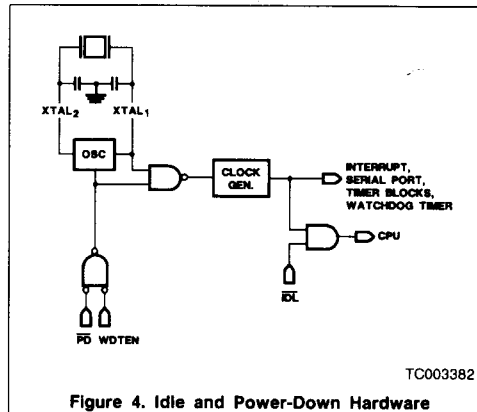 XTAL2 XTAL1
OSC
CLOCK
GEN.
INTERRUPT,
SERIAL PORT,
TIMER BLOCKS,
WATCHDOG TIMER
CPU
IDL
PD WDTEN
TC003382
Figure 4. Idle and Power-Down Hardware